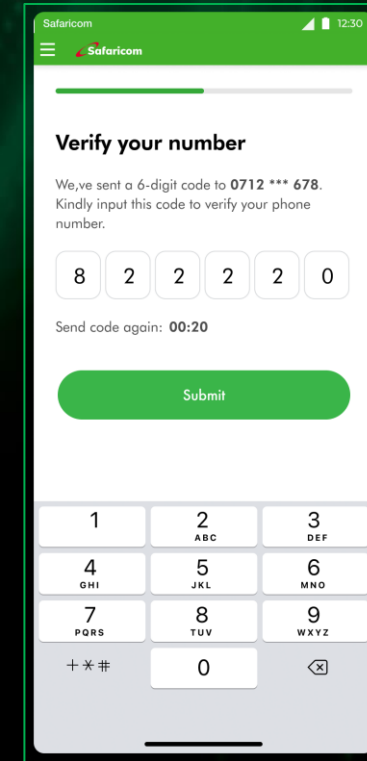 Safaricom 12:30
Safaricom
Verify your number
We,ve sent a 6-digit code to 0712 *** 678.
Kindly input this code to verify your phone
number.
8 2 2 2 2 0
Send code again: 00:20
Submit
1 2 3
ABC DEF
4 5 6
GHI JKL MNO
7 8 9
PQRS TUV WXYZ
+*# 0